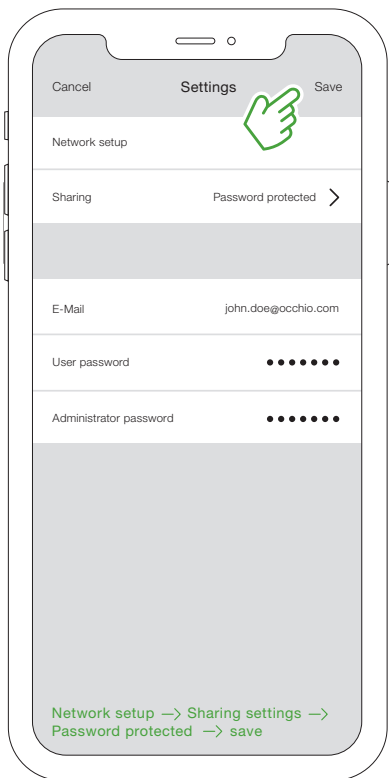 Cancel Settings Save
Network setup
Sharing Password protected
E-Mail john.doe@occhio.com
User password •••••••
Administrator password •••••••
Network setup —> Sharing settings —>
Password protected —> save